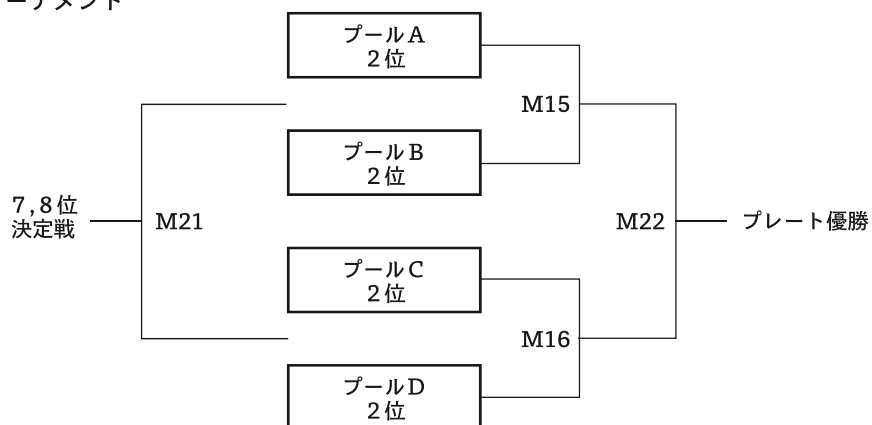 ーナメント
プールA
2位
M15
プールB
2位
7,8位
決定戦
M21
M22
プレート優勝
プールC
2位
M16
プールD
2位